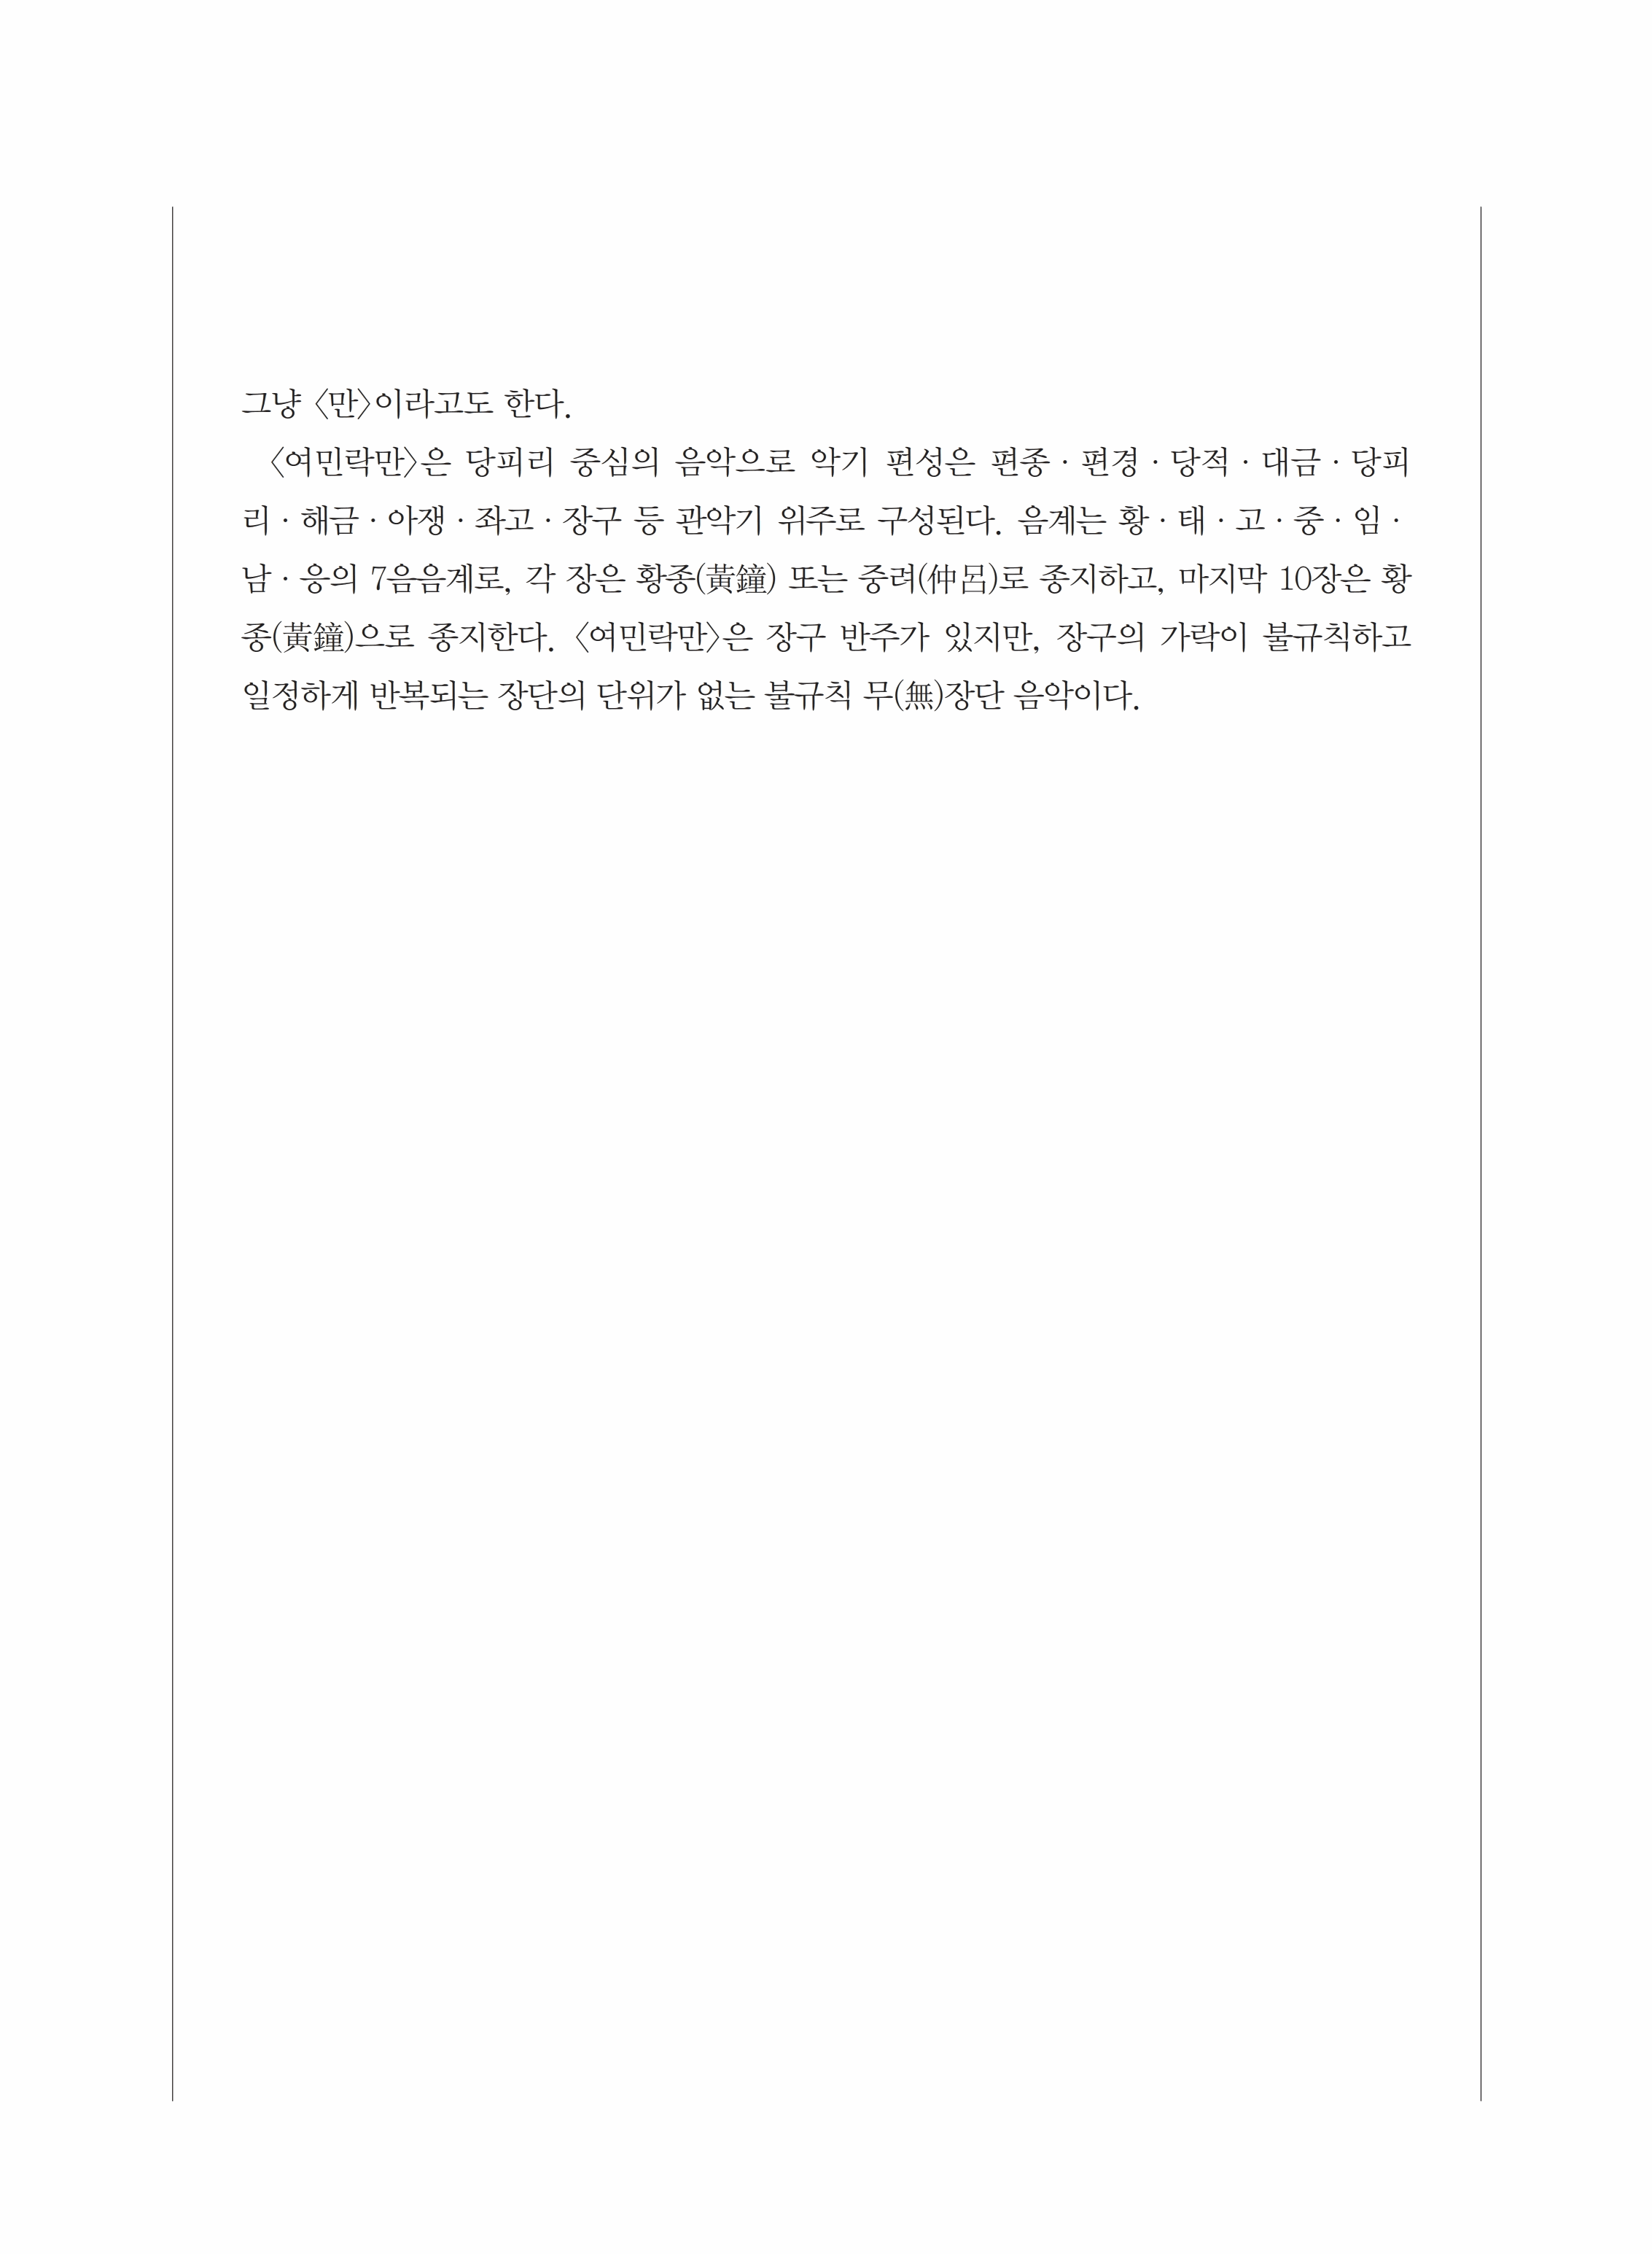 그냥 〈만〉이라고도 한다.
〈여민락만〉은 당피리 중심의 음악으로 악기 편성은 편종 · 편경 · 당적 · 대금 · 당피
리 · 해금 · 아쟁 · 좌고 · 장구 등 관악기 위주로 구성된다. 음계는 황 · 태 · 고 · 중 · 임 ·
남 · 응의 7음음계로, 각 장은 황종(黃鐘) 또는 중려(仲呂)로 종지하고, 마지막 10장은 황
종(黃鐘)으로 종지한다. 〈여민락만〉은 장구 반주가 있지만, 장구의 가락이 불규칙하고
일정하게 반복되는 장단의 단위가 없는 불규칙 무(無)장단 음악이다.